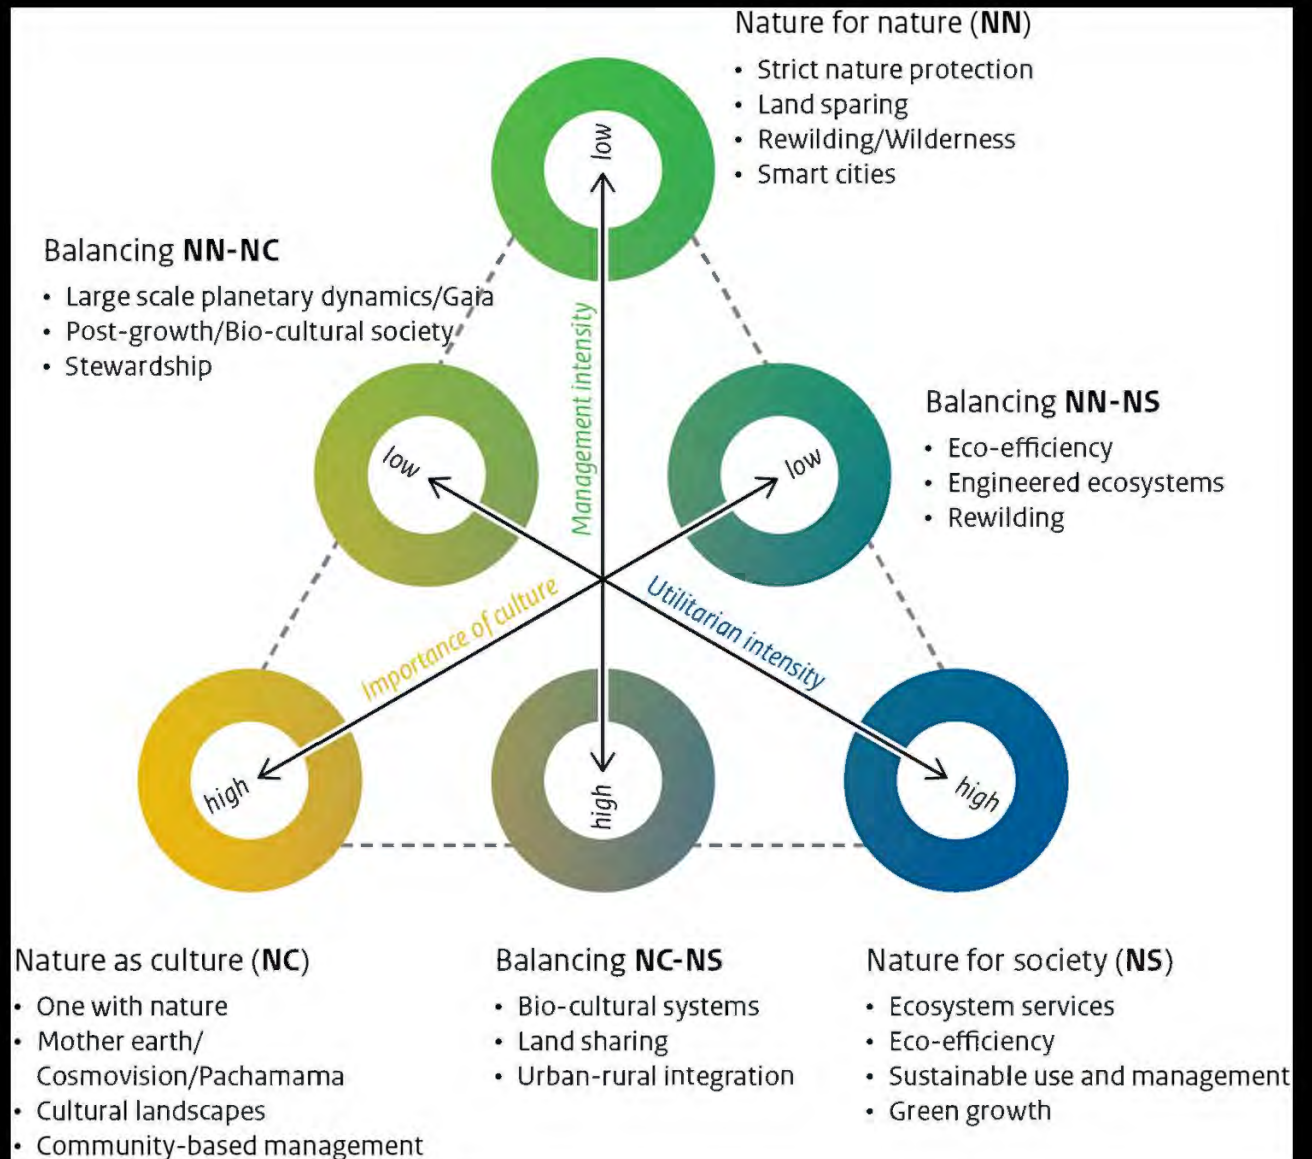 Nature for nature (NN)
• Strict nature protection
• Land sparing
• Rewilding/Wilderness
• Smart cities
low
Management intensity
Balancing NN-NC
• Large scale planetary dynamics/Gaia
• Post-growth/Bio-cultural society
• Stewardship
low
low
Balancing NN-NS
• Eco-efficiency
• Engineered ecosystems
• Rewilding
Importance of culture
Utilitarian intensity
high
high
high
Nature as culture (NC)
• One with nature
• Mother earth/
Cosmovision/Pachamama
• Cultural landscapes
• Community-based management
Balancing NC-NS
• Bio-cultural systems
• Land sharing
• Urban-rural integration
Nature for society (NS)
• Ecosystem services
• Eco-efficiency
• Sustainable use and management
• Green growth